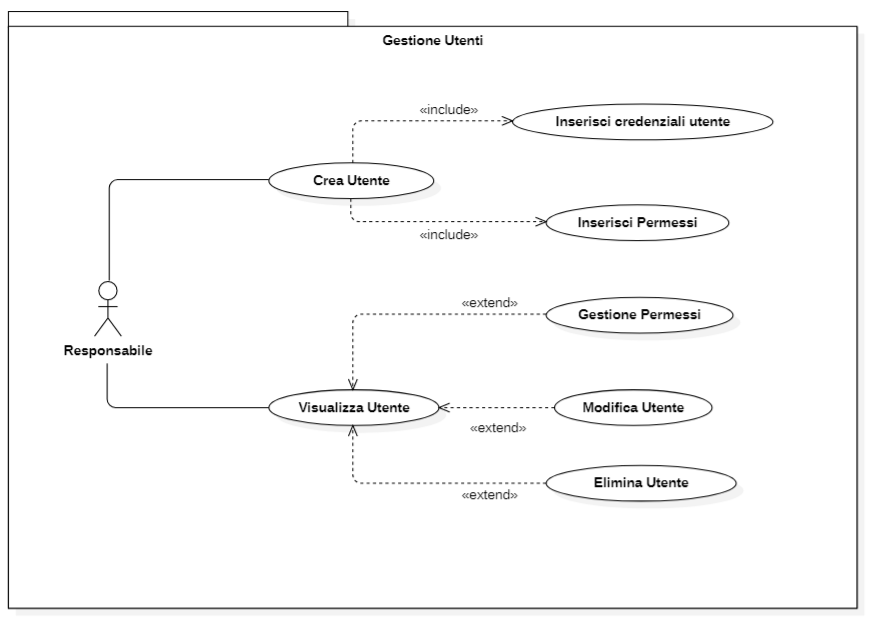 Gestione Utenti
«include»
Inserisci credenziali utente
Crea Utente
Inserisci Permessi
«include»
«extend»
Gestione Permessi
Responsabile
Visualizza Utente
Modifica Utente
«extend»
Elimina Utente
«extend»